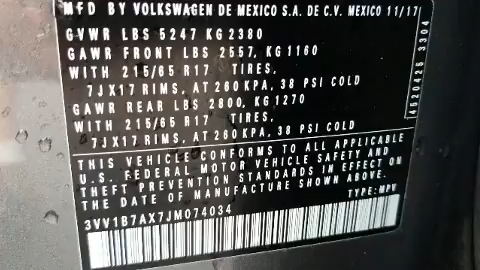 MFD BY VOLKSWAGEN DE MEXICO S.A. DE C.V. MEXICO 11/17
GVWR LBS 5247 KG 2380
GAWR FRONT LBS 2557, KG 1160
WITH 215/65 R17 TIRES,
7JX17 RIMS, AT 260KPA, 38 PSI COLD
GAWR REAR LBS 2800, KG 1270
WITH 215/65 R17 TIRES,
7JX17 RIMS, AT 260KPA, 38 PSI COLD
THIS VEHICLE CONFORMS TO ALL APPLICABLE
U.S. FEDERAL MOTOR VEHICLE SAFETY AND
THEFT PREVENTION STANDARDS IN EFFECT ON
THE DATE OF MANUFACTURE SHOWN ABOVE.
3VV1B7AX7JM074034 TYPE: MPV
4520425 3304